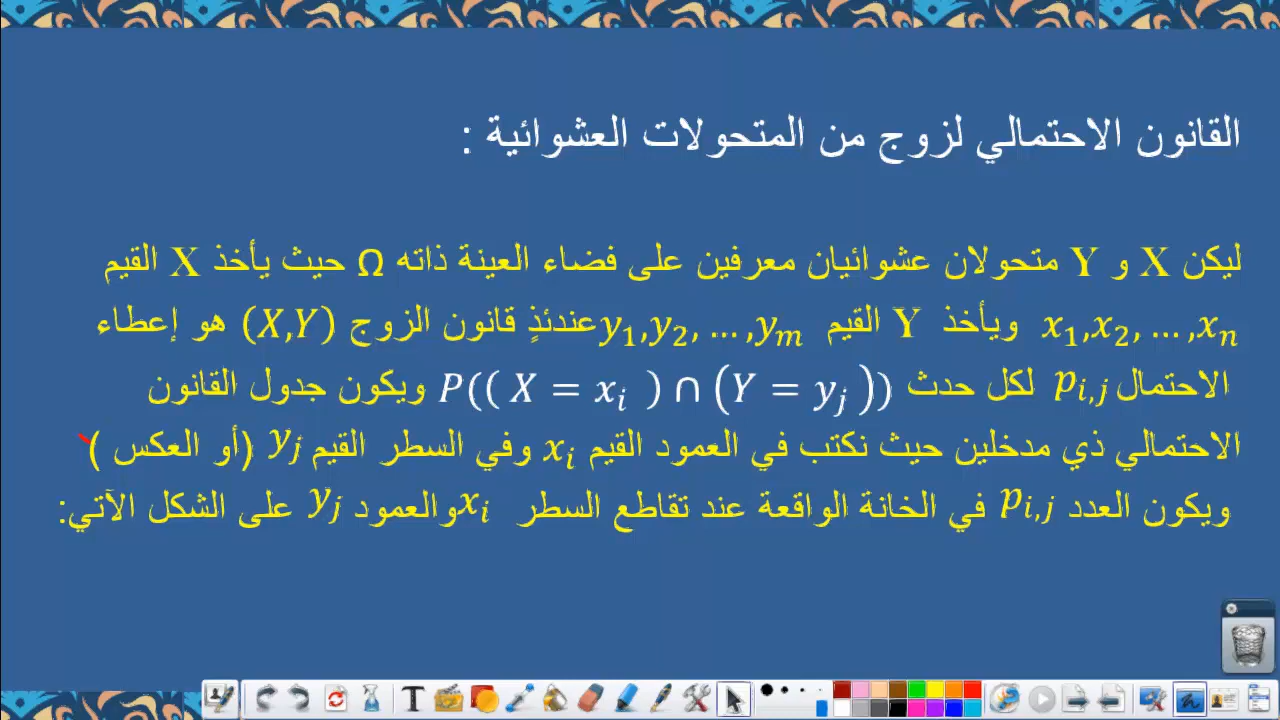 القانون الاحتمالي لزوج من المتحولات العشوائية :
ليكن X و Y متحولان عشوائيان معرفين على فضاء العينة ذاته Ω حيث يأخذ X القيم
x₁,x₂, … ,xₙ ويأخذ Y القيم y₁,y₂, … ,yₘ عندئذٍ قانون الزوج (X,Y) هو إعطاء
الاحتمال pᵢ,ⱼ لكل حدث P(( X = xᵢ ) ∩ (Y = yⱼ )) ويكون جدول القانون
الاحتمالي ذي مدخلين حيث نكتب في العمود القيم xᵢ وفي السطر القيم yⱼ (أو العكس )
ويكون العدد pᵢ,ⱼ في الخانة الواقعة عند تقاطع السطر xᵢ والعمود yⱼ على الشكل الآتي: